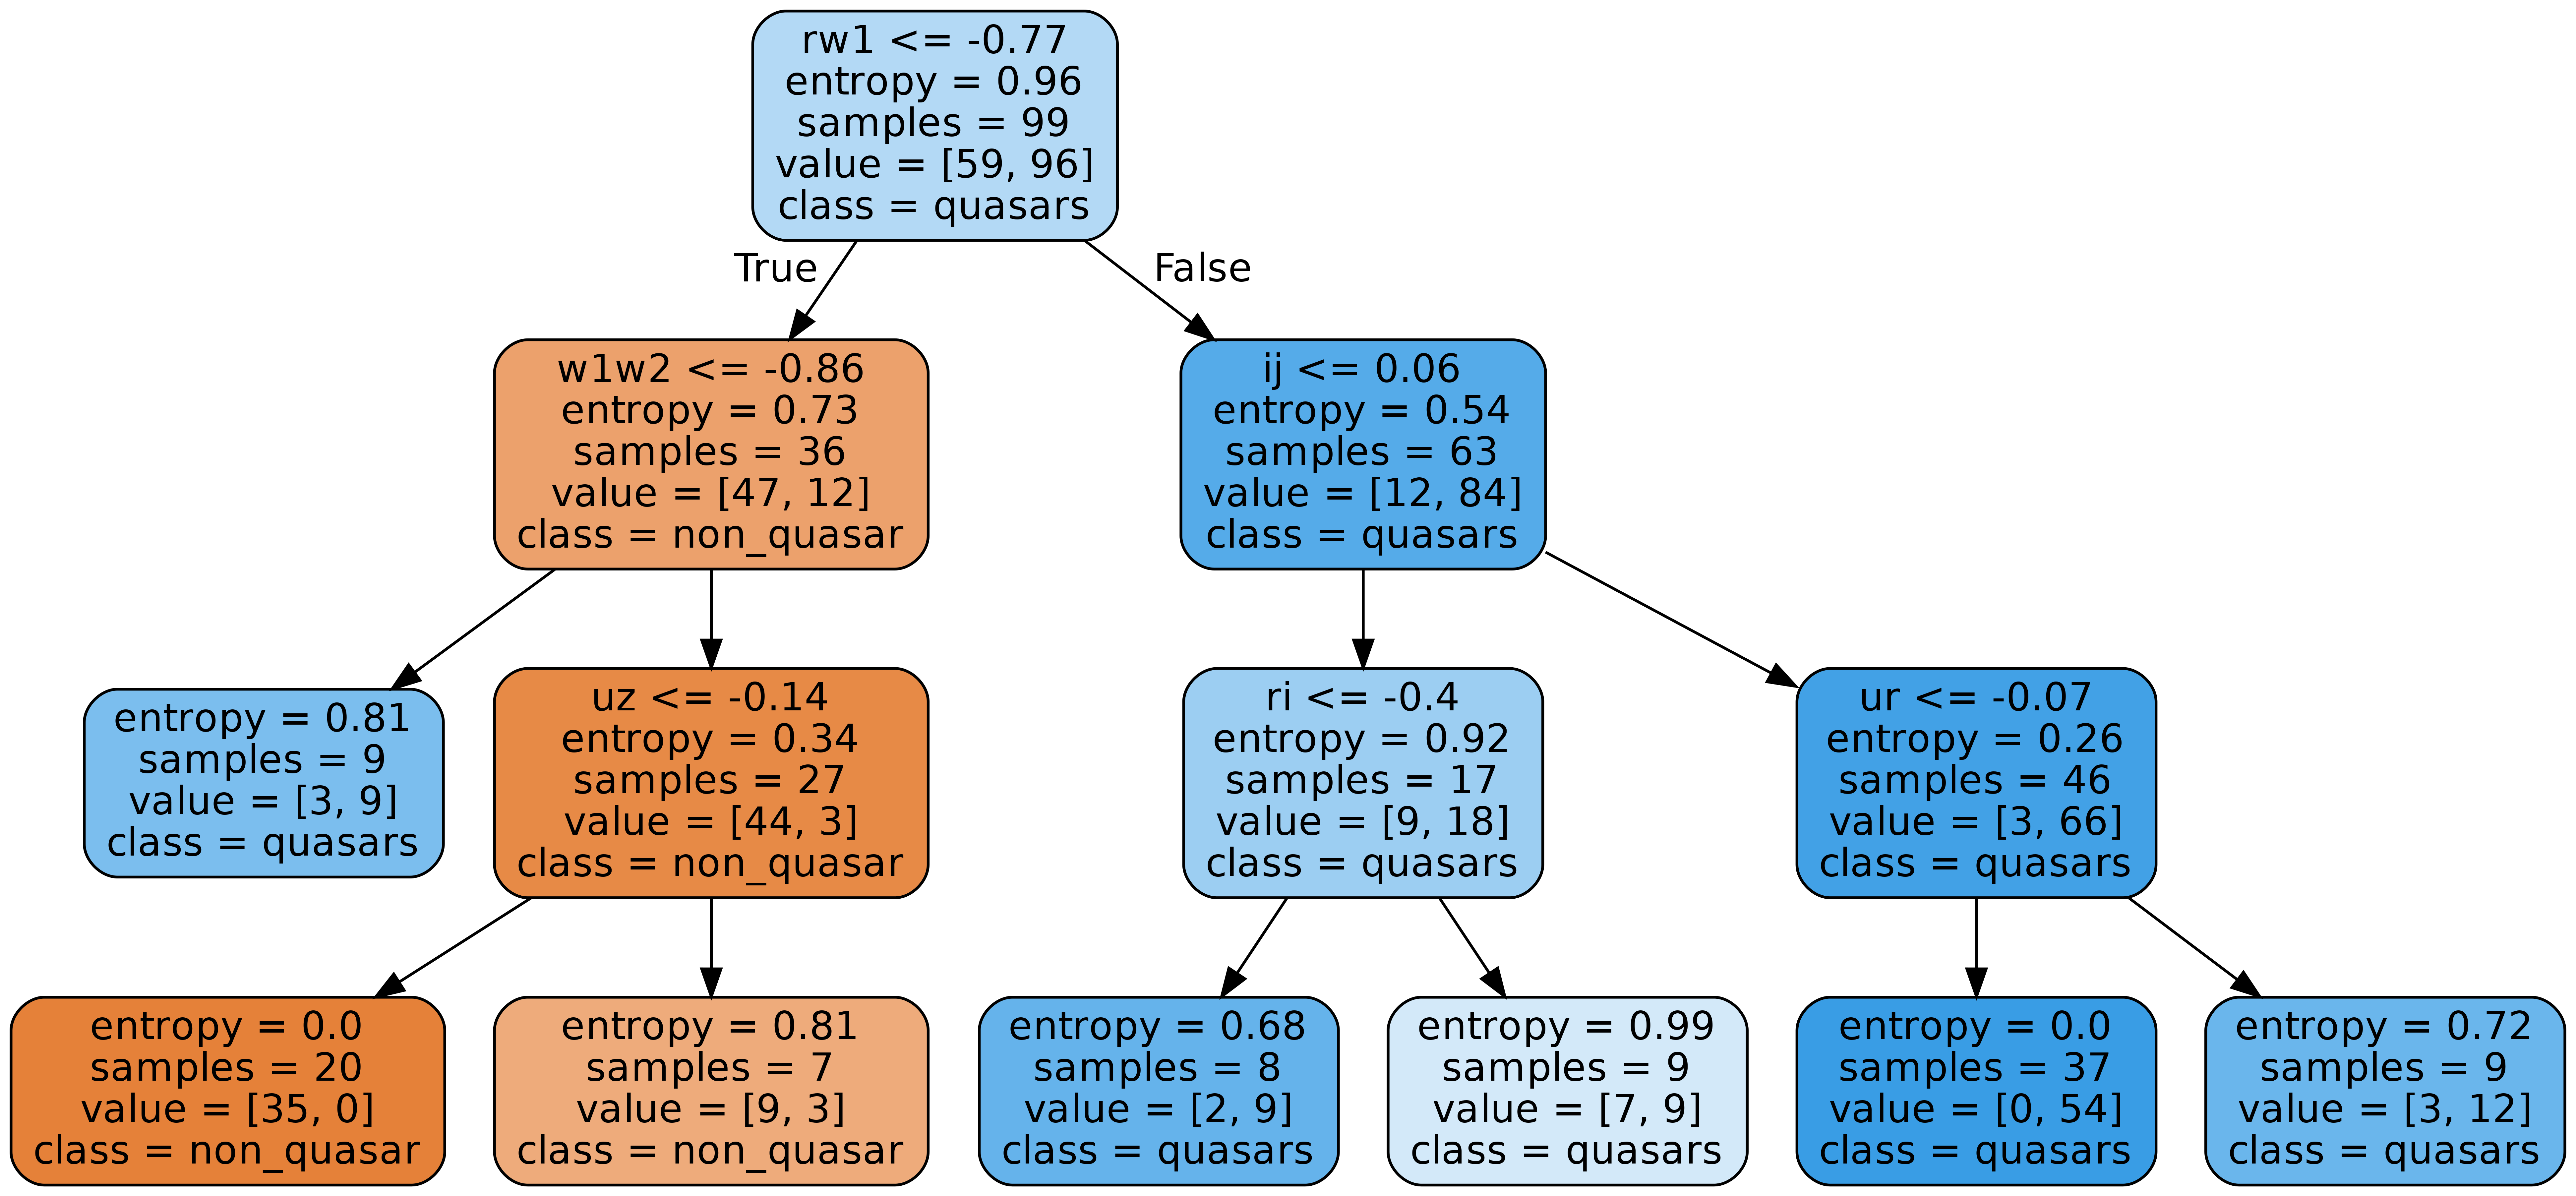 rw1 <= -0.77
entropy = 0.96
samples = 99
value = [59, 96]
class = quasars
True
False
w1w2 <= -0.86
entropy = 0.73
samples = 36
value = [47, 12]
class = non_quasar
ij <= 0.06
entropy = 0.54
samples = 63
value = [12, 84]
class = quasars
entropy = 0.81
samples = 9
value = [3, 9]
class = quasars
uz <= -0.14
entropy = 0.34
samples = 27
value = [44, 3]
class = non_quasar
ri <= -0.4
entropy = 0.92
samples = 17
value = [9, 18]
class = quasars
ur <= -0.07
entropy = 0.26
samples = 46
value = [3, 66]
class = quasars
entropy = 0.0
samples = 20
value = [35, 0]
class = non_quasar
entropy = 0.81
samples = 7
value = [9, 3]
class = non_quasar
entropy = 0.68
samples = 8
value = [2, 9]
class = quasars
entropy = 0.99
samples = 9
value = [7, 9]
class = quasars
entropy = 0.0
samples = 37
value = [0, 54]
class = quasars
entropy = 0.72
samples = 9
value = [3, 12]
class = quasars